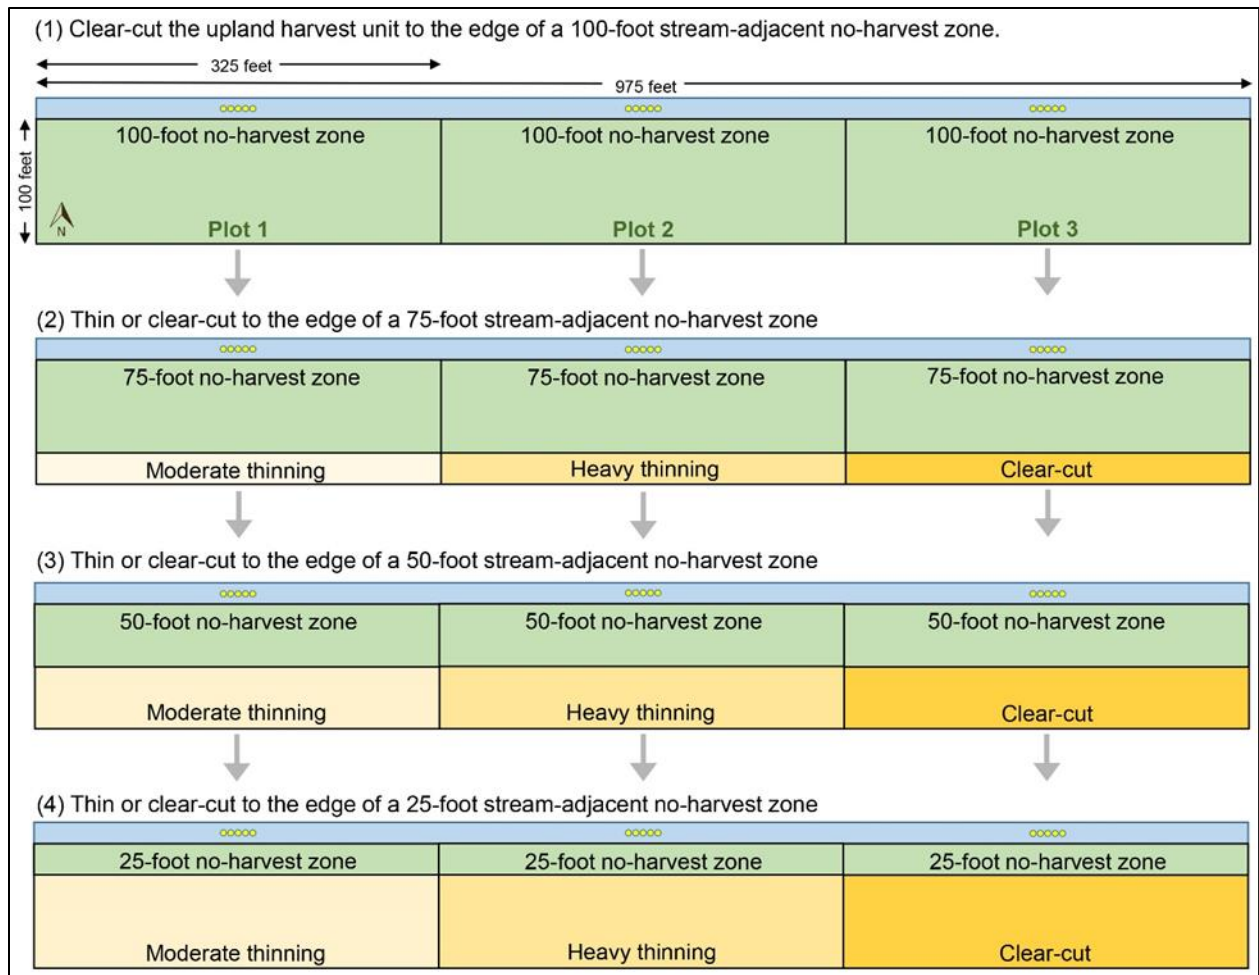 (1) Clear-cut the upland harvest unit to the edge of a 100-foot stream-adjacent no-harvest zone.
325 feet
975 feet
100 feet
100-foot no-harvest zone 100-foot no-harvest zone 100-foot no-harvest zone
N
Plot 1 Plot 2 Plot 3
(2) Thin or clear-cut to the edge of a 75-foot stream-adjacent no-harvest zone
75-foot no-harvest zone 75-foot no-harvest zone 75-foot no-harvest zone
Moderate thinning Heavy thinning Clear-cut
(3) Thin or clear-cut to the edge of a 50-foot stream-adjacent no-harvest zone
50-foot no-harvest zone 50-foot no-harvest zone 50-foot no-harvest zone
Moderate thinning Heavy thinning Clear-cut
(4) Thin or clear-cut to the edge of a 25-foot stream-adjacent no-harvest zone
25-foot no-harvest zone 25-foot no-harvest zone 25-foot no-harvest zone
Moderate thinning Heavy thinning Clear-cut